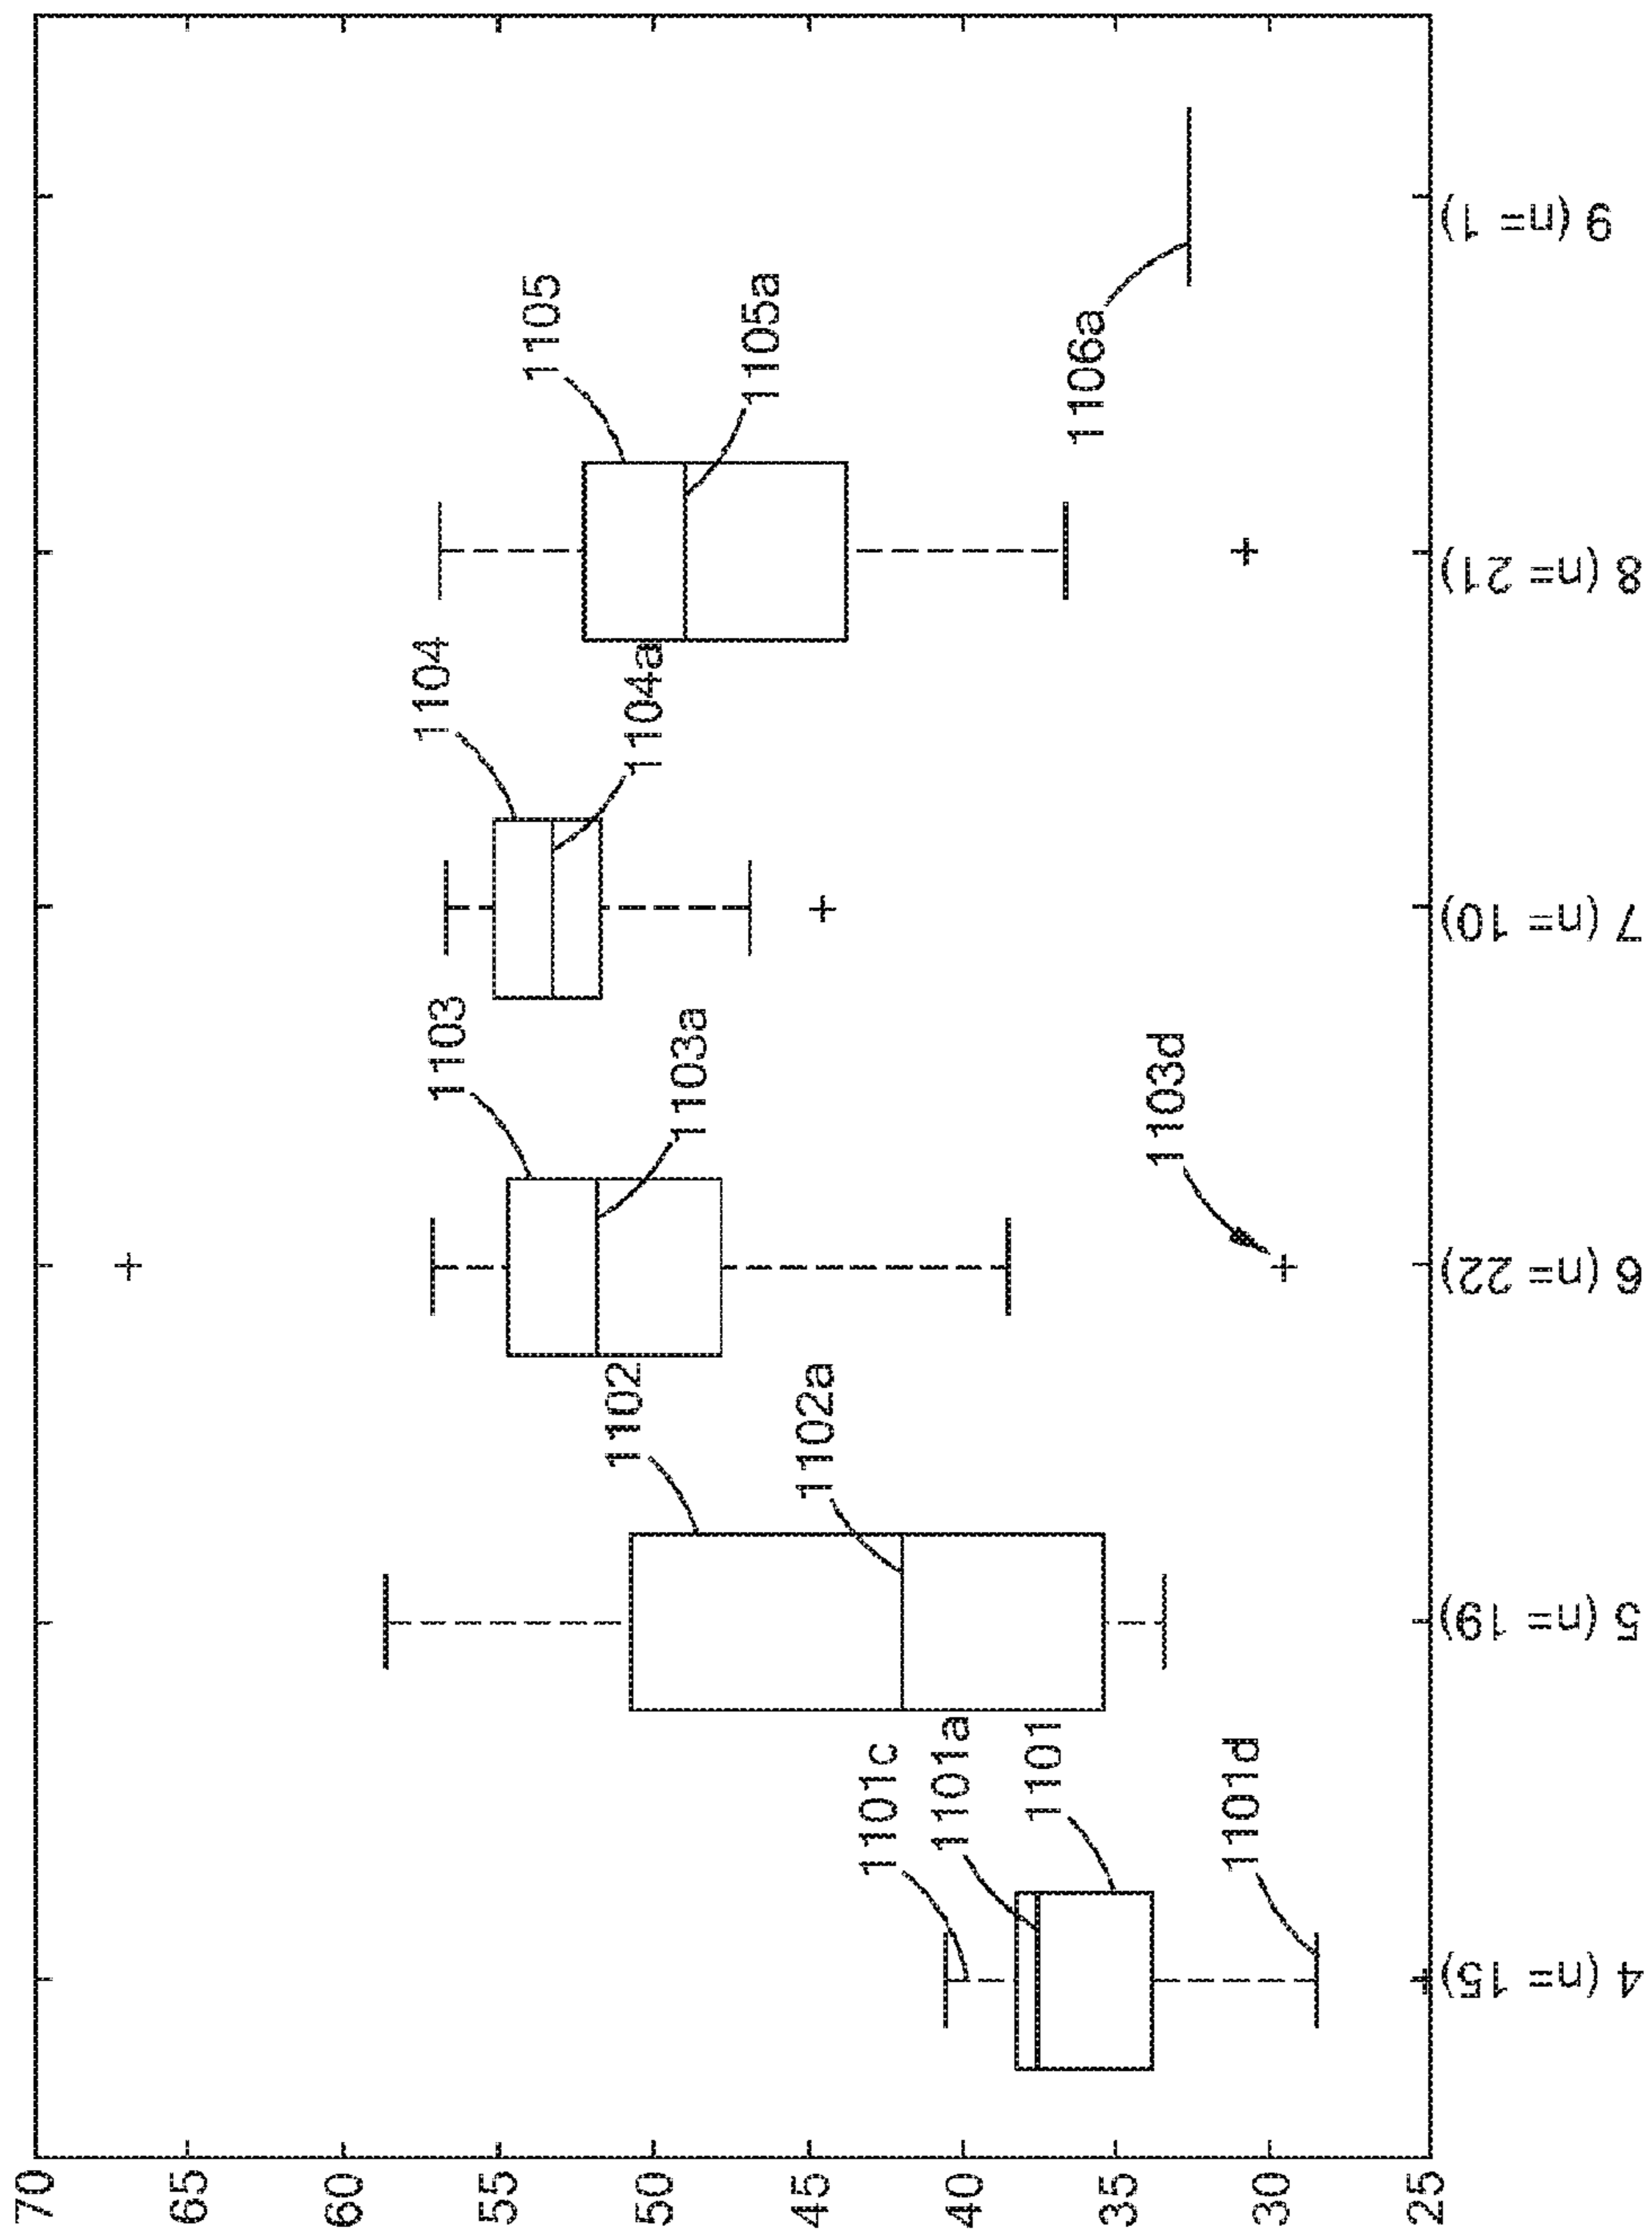 70
65
60
55
50
45
40
35
30
25
1101c
1101a
1101
1101d
1102
1102a
1103
1103a
1103d
1104
1104a
1105
1105a
1106a
4 (n= 15)
5 (n= 19)
6 (n= 22)
7 (n= 10)
8 (n= 21)
9 (n= 1)